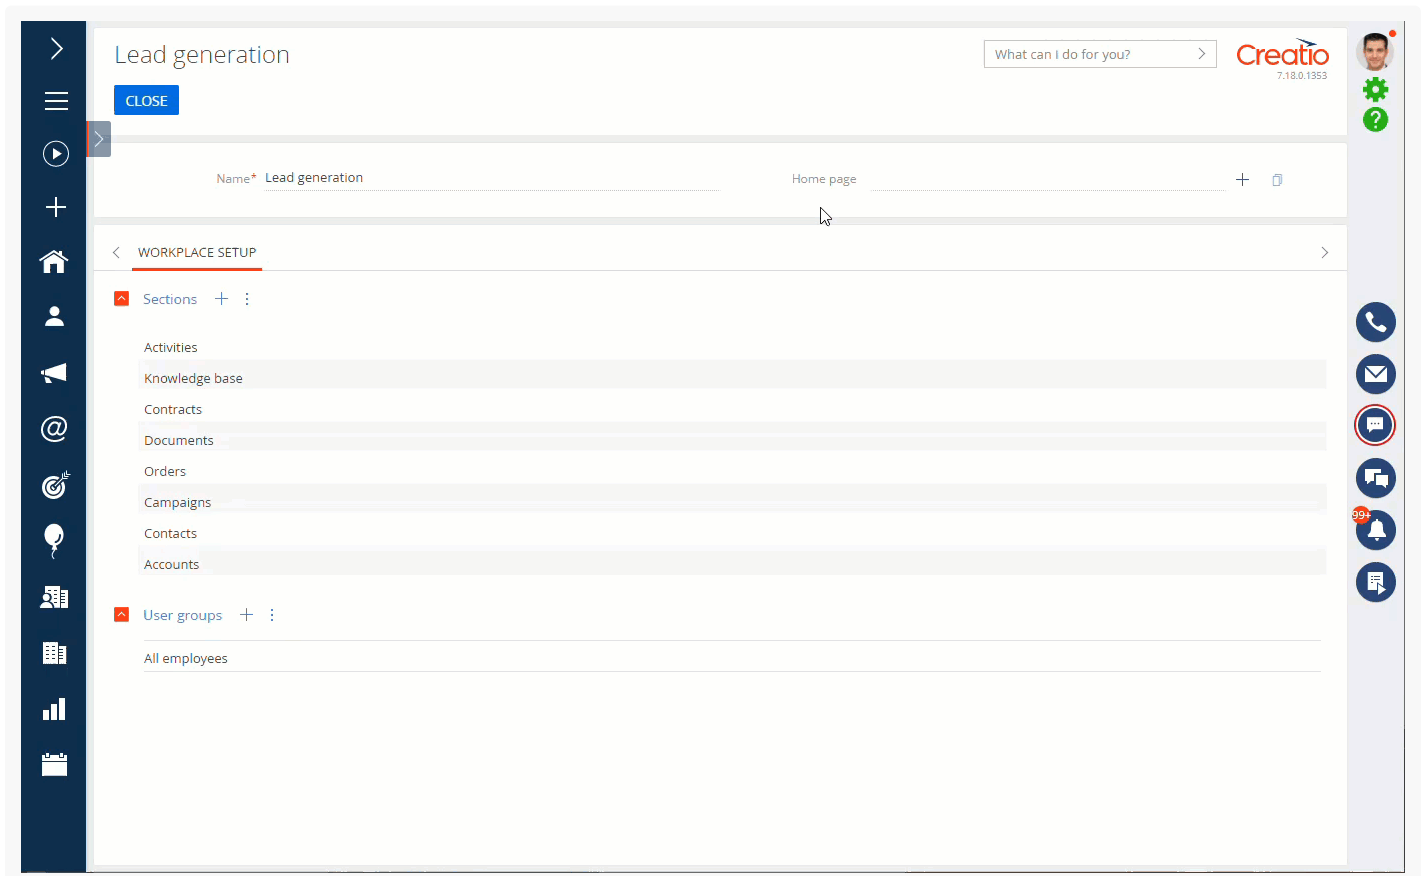 Lead generation
What can I do for you?
Creatio
7.18.0.1353
CLOSE
Name*
Lead generation
Home page
WORKPLACE SETUP
Sections
Activities
Knowledge base
Contracts
Documents
Orders
Campaigns
Contacts
Accounts
99+
User groups
All employees